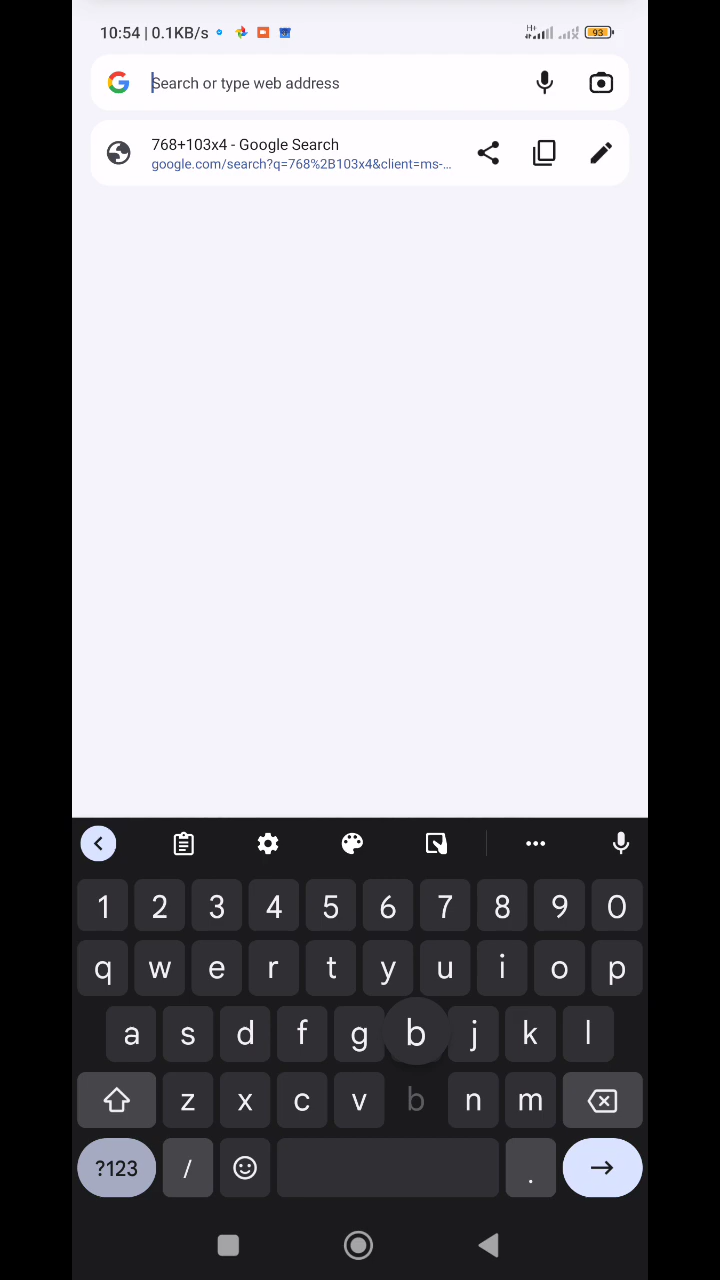 10:54 | 0.1KB/s H+ 93
Search or type web address
768+103x4 - Google Search
google.com/search?q=768%2B103x4&client=ms-...
1 2 3 4 5 6 7 8 9 0
q w e r t y u i o p
a s d f g b j k l
z x c v b n m
?123 / .